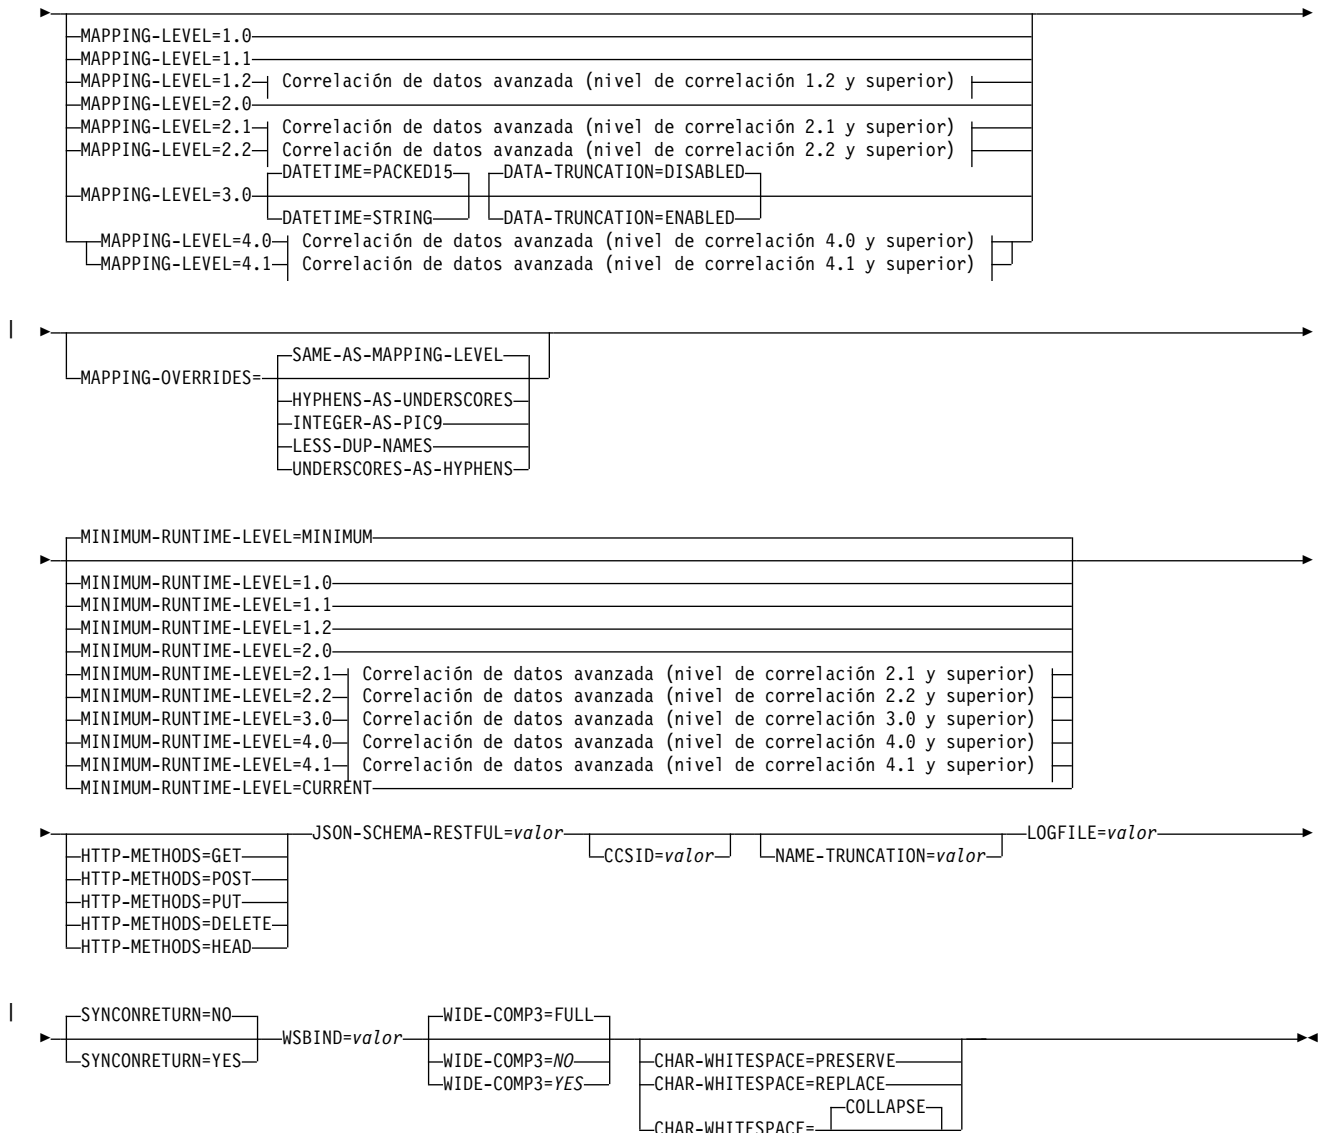 MAPPING-LEVEL=1.0
MAPPING-LEVEL=1.1
MAPPING-LEVEL=1.2 Correlación de datos avanzada (nivel de correlación 1.2 y superior)
MAPPING-LEVEL=2.0
MAPPING-LEVEL=2.1 Correlación de datos avanzada (nivel de correlación 2.1 y superior)
MAPPING-LEVEL=2.2 Correlación de datos avanzada (nivel de correlación 2.2 y superior)
DATETIME=PACKED15 DATA-TRUNCATION=DISABLED
MAPPING-LEVEL=3.0
DATETIME=STRING DATA-TRUNCATION=ENABLED
MAPPING-LEVEL=4.0 Correlación de datos avanzada (nivel de correlación 4.0 y superior)
MAPPING-LEVEL=4.1 Correlación de datos avanzada (nivel de correlación 4.1 y superior)
SAME-AS-MAPPING-LEVEL
MAPPING-OVERRIDES=
HYPHENS-AS-UNDERSCORES
INTEGER-AS-PIC9
LESS-DUP-NAMES
UNDERSCORES-AS-HYPHENS
MINIMUM-RUNTIME-LEVEL=MINIMUM
MINIMUM-RUNTIME-LEVEL=1.0
MINIMUM-RUNTIME-LEVEL=1.1
MINIMUM-RUNTIME-LEVEL=1.2
MINIMUM-RUNTIME-LEVEL=2.0
MINIMUM-RUNTIME-LEVEL=2.1 Correlación de datos avanzada (nivel de correlación 2.1 y superior)
MINIMUM-RUNTIME-LEVEL=2.2 Correlación de datos avanzada (nivel de correlación 2.2 y superior)
MINIMUM-RUNTIME-LEVEL=3.0 Correlación de datos avanzada (nivel de correlación 3.0 y superior)
MINIMUM-RUNTIME-LEVEL=4.0 Correlación de datos avanzada (nivel de correlación 4.0 y superior)
MINIMUM-RUNTIME-LEVEL=4.1 Correlación de datos avanzada (nivel de correlación 4.1 y superior)
MINIMUM-RUNTIME-LEVEL=CURRENT
JSON-SCHEMA-RESTFUL=valor LOGFILE=valor
HTTP-METHODS=GET CCSID=valor NAME-TRUNCATION=valor
HTTP-METHODS=POST
HTTP-METHODS=PUT
HTTP-METHODS=DELETE
HTTP-METHODS=HEAD
SYNCONRETURN=NO WIDE-COMP3=FULL
WSBIND=valor
SYNCONRETURN=YES WIDE-COMP3=NO CHAR-WHITESPACE=PRESERVE
WIDE-COMP3=YES CHAR-WHITESPACE=REPLACE
COLLAPSE
CHAR-WHITESPACE=